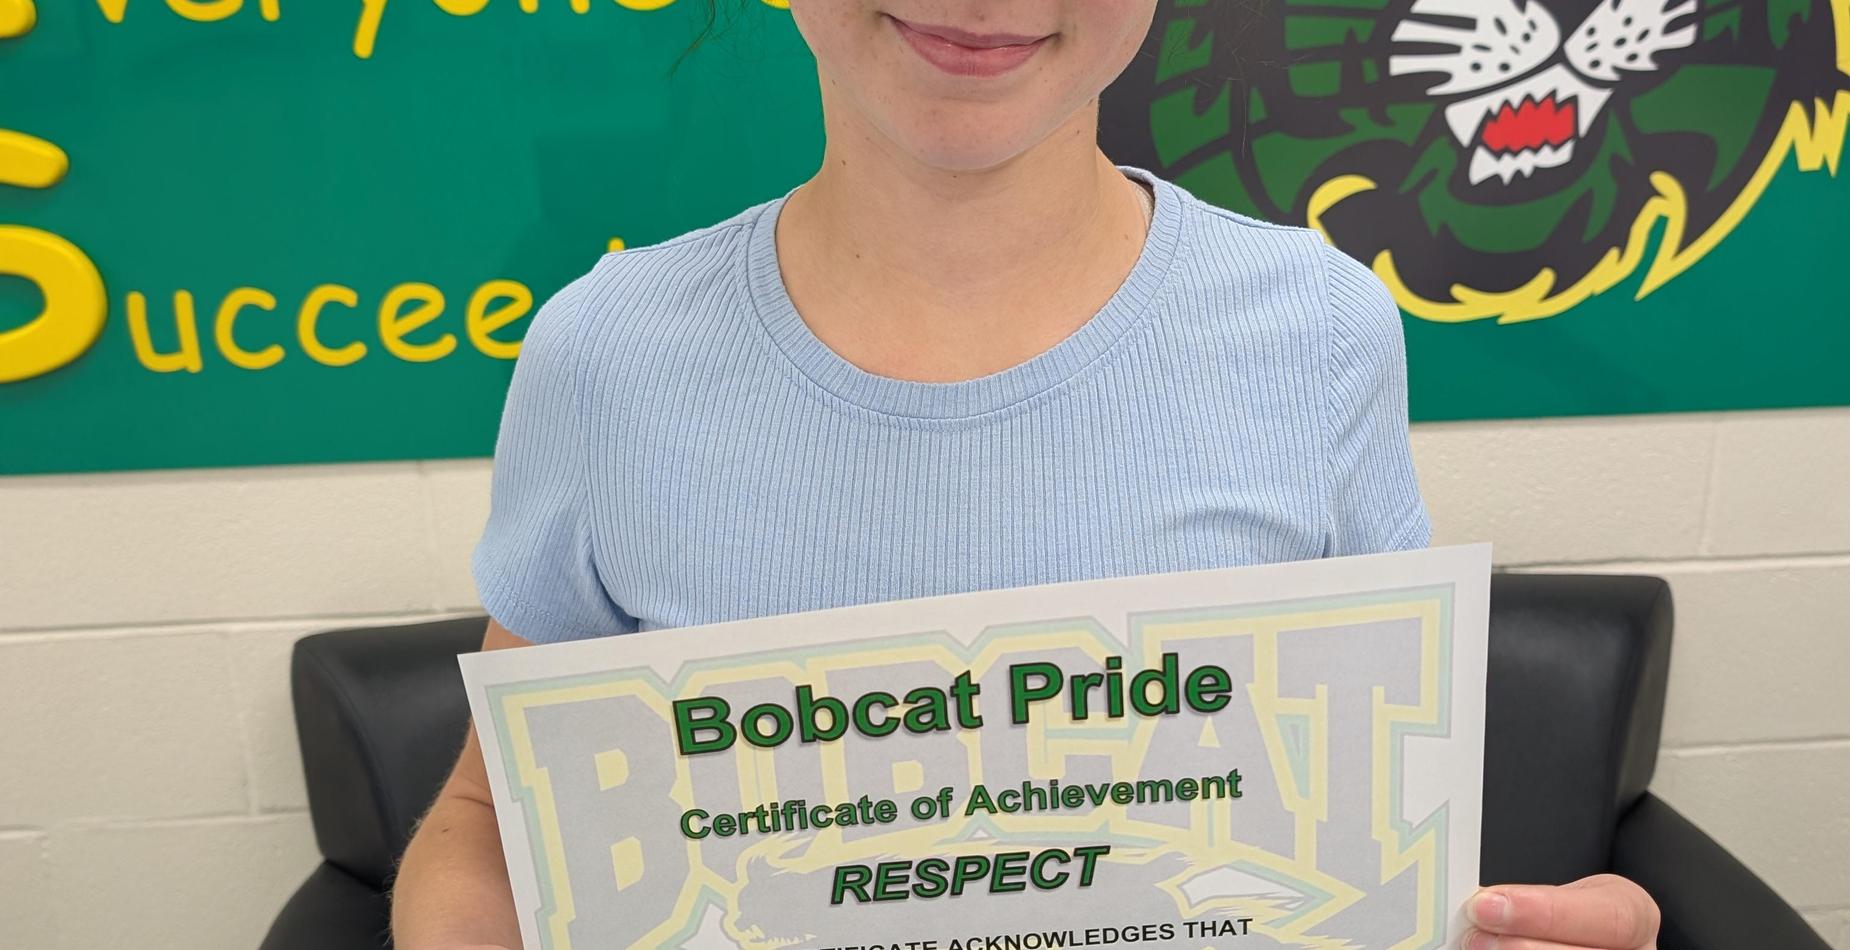 Succee
BOBCAT
Bobcat Pride
Certificate of Achievement
RESPECT
ACKNOWLEDGES THAT